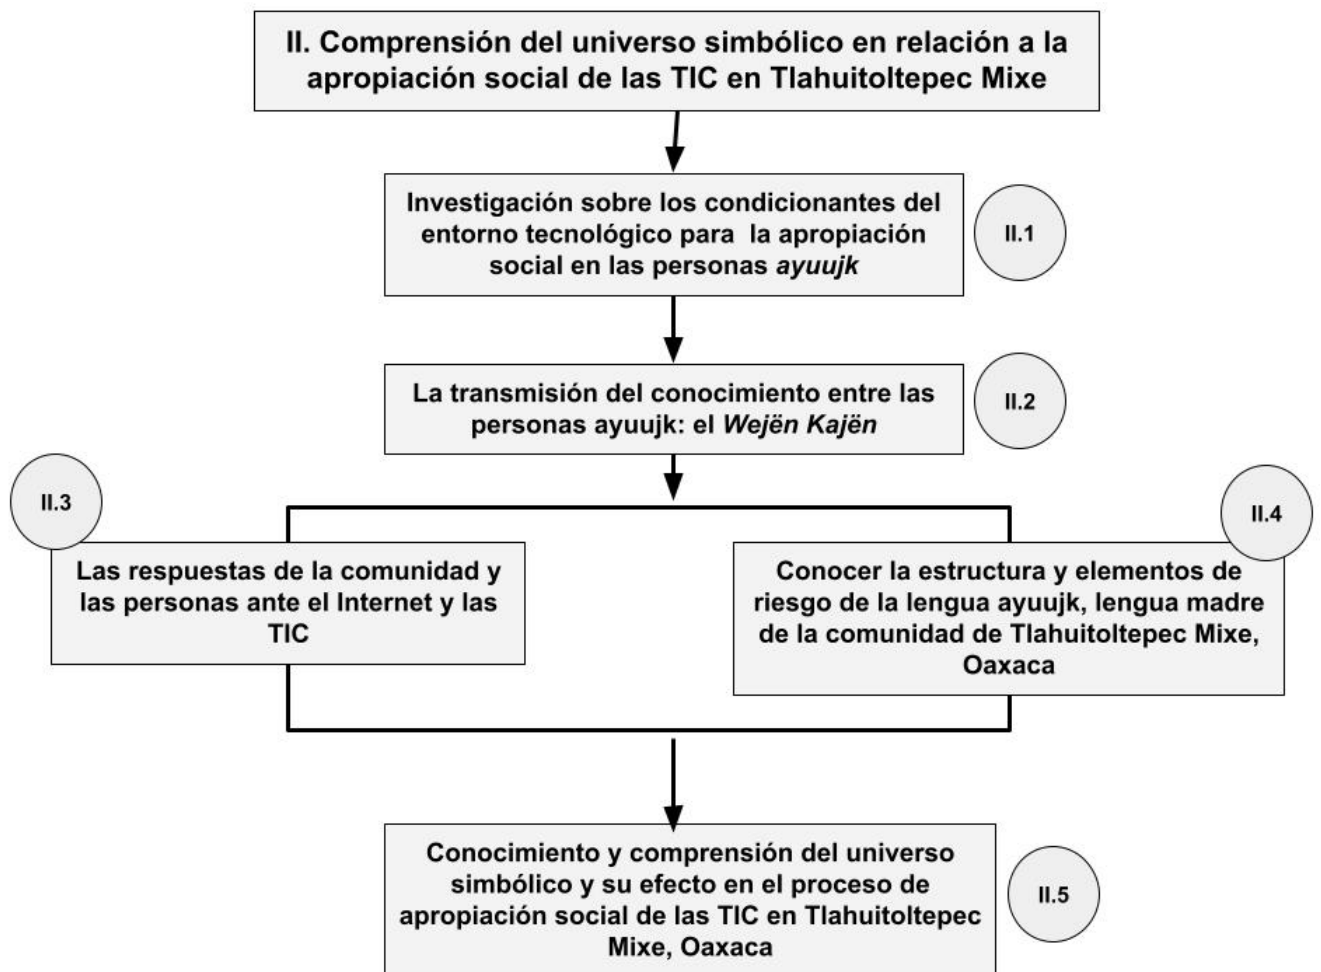 II. Comprensión del universo simbólico en relación a la
apropiación social de las TIC en Tlahuitoltepec Mixe
Investigación sobre los condicionantes del
entorno tecnológico para la apropiación
social en las personas ayuujk
II.1
La transmisión del conocimiento entre las
personas ayuujk: el Wejën Kajën
II.2
II.3
Las respuestas de la comunidad y
las personas ante el Internet y las
TIC
II.4
Conocer la estructura y elementos de
riesgo de la lengua ayuujk, lengua madre
de la comunidad de Tlahuitoltepec Mixe,
Oaxaca
Conocimiento y comprensión del universo
simbólico y su efecto en el proceso de
apropiación social de las TIC en Tlahuitoltepec
Mixe, Oaxaca
II.5